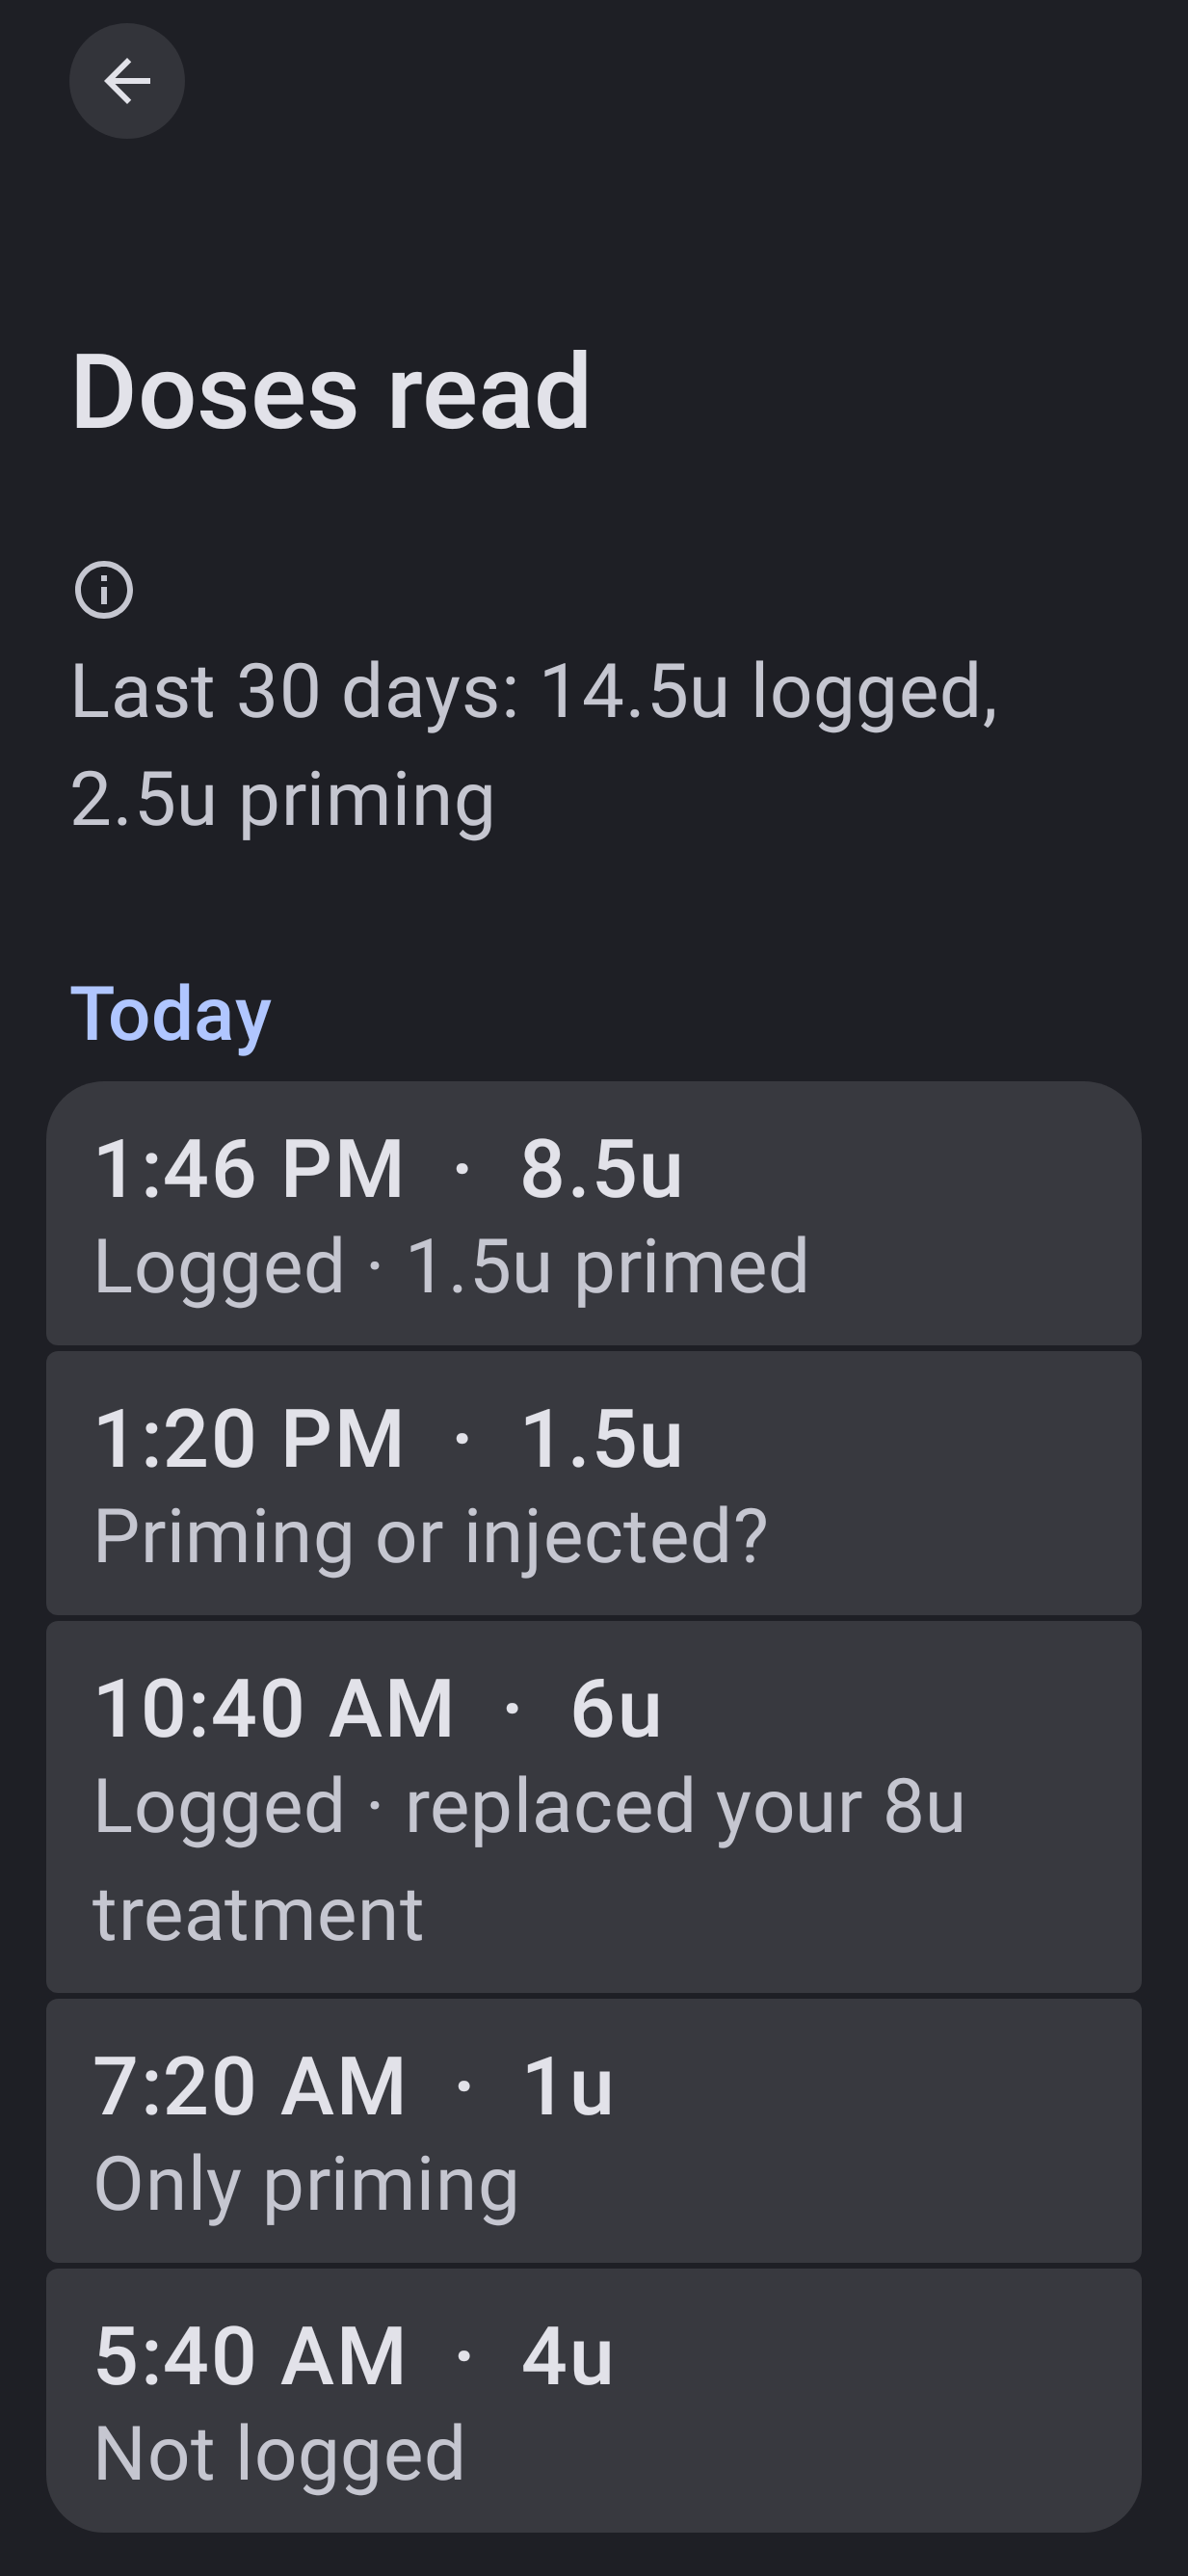 Doses read
Last 30 days: 14.5u logged,
2.5u priming
Today
1:46 PM · 8.5u
Logged · 1.5u primed
1:20 PM · 1.5u
Priming or injected?
10:40 AM · 6u
Logged · replaced your 8u
treatment
7:20 AM · 1u
Only priming
5:40 AM · 4u
Not logged